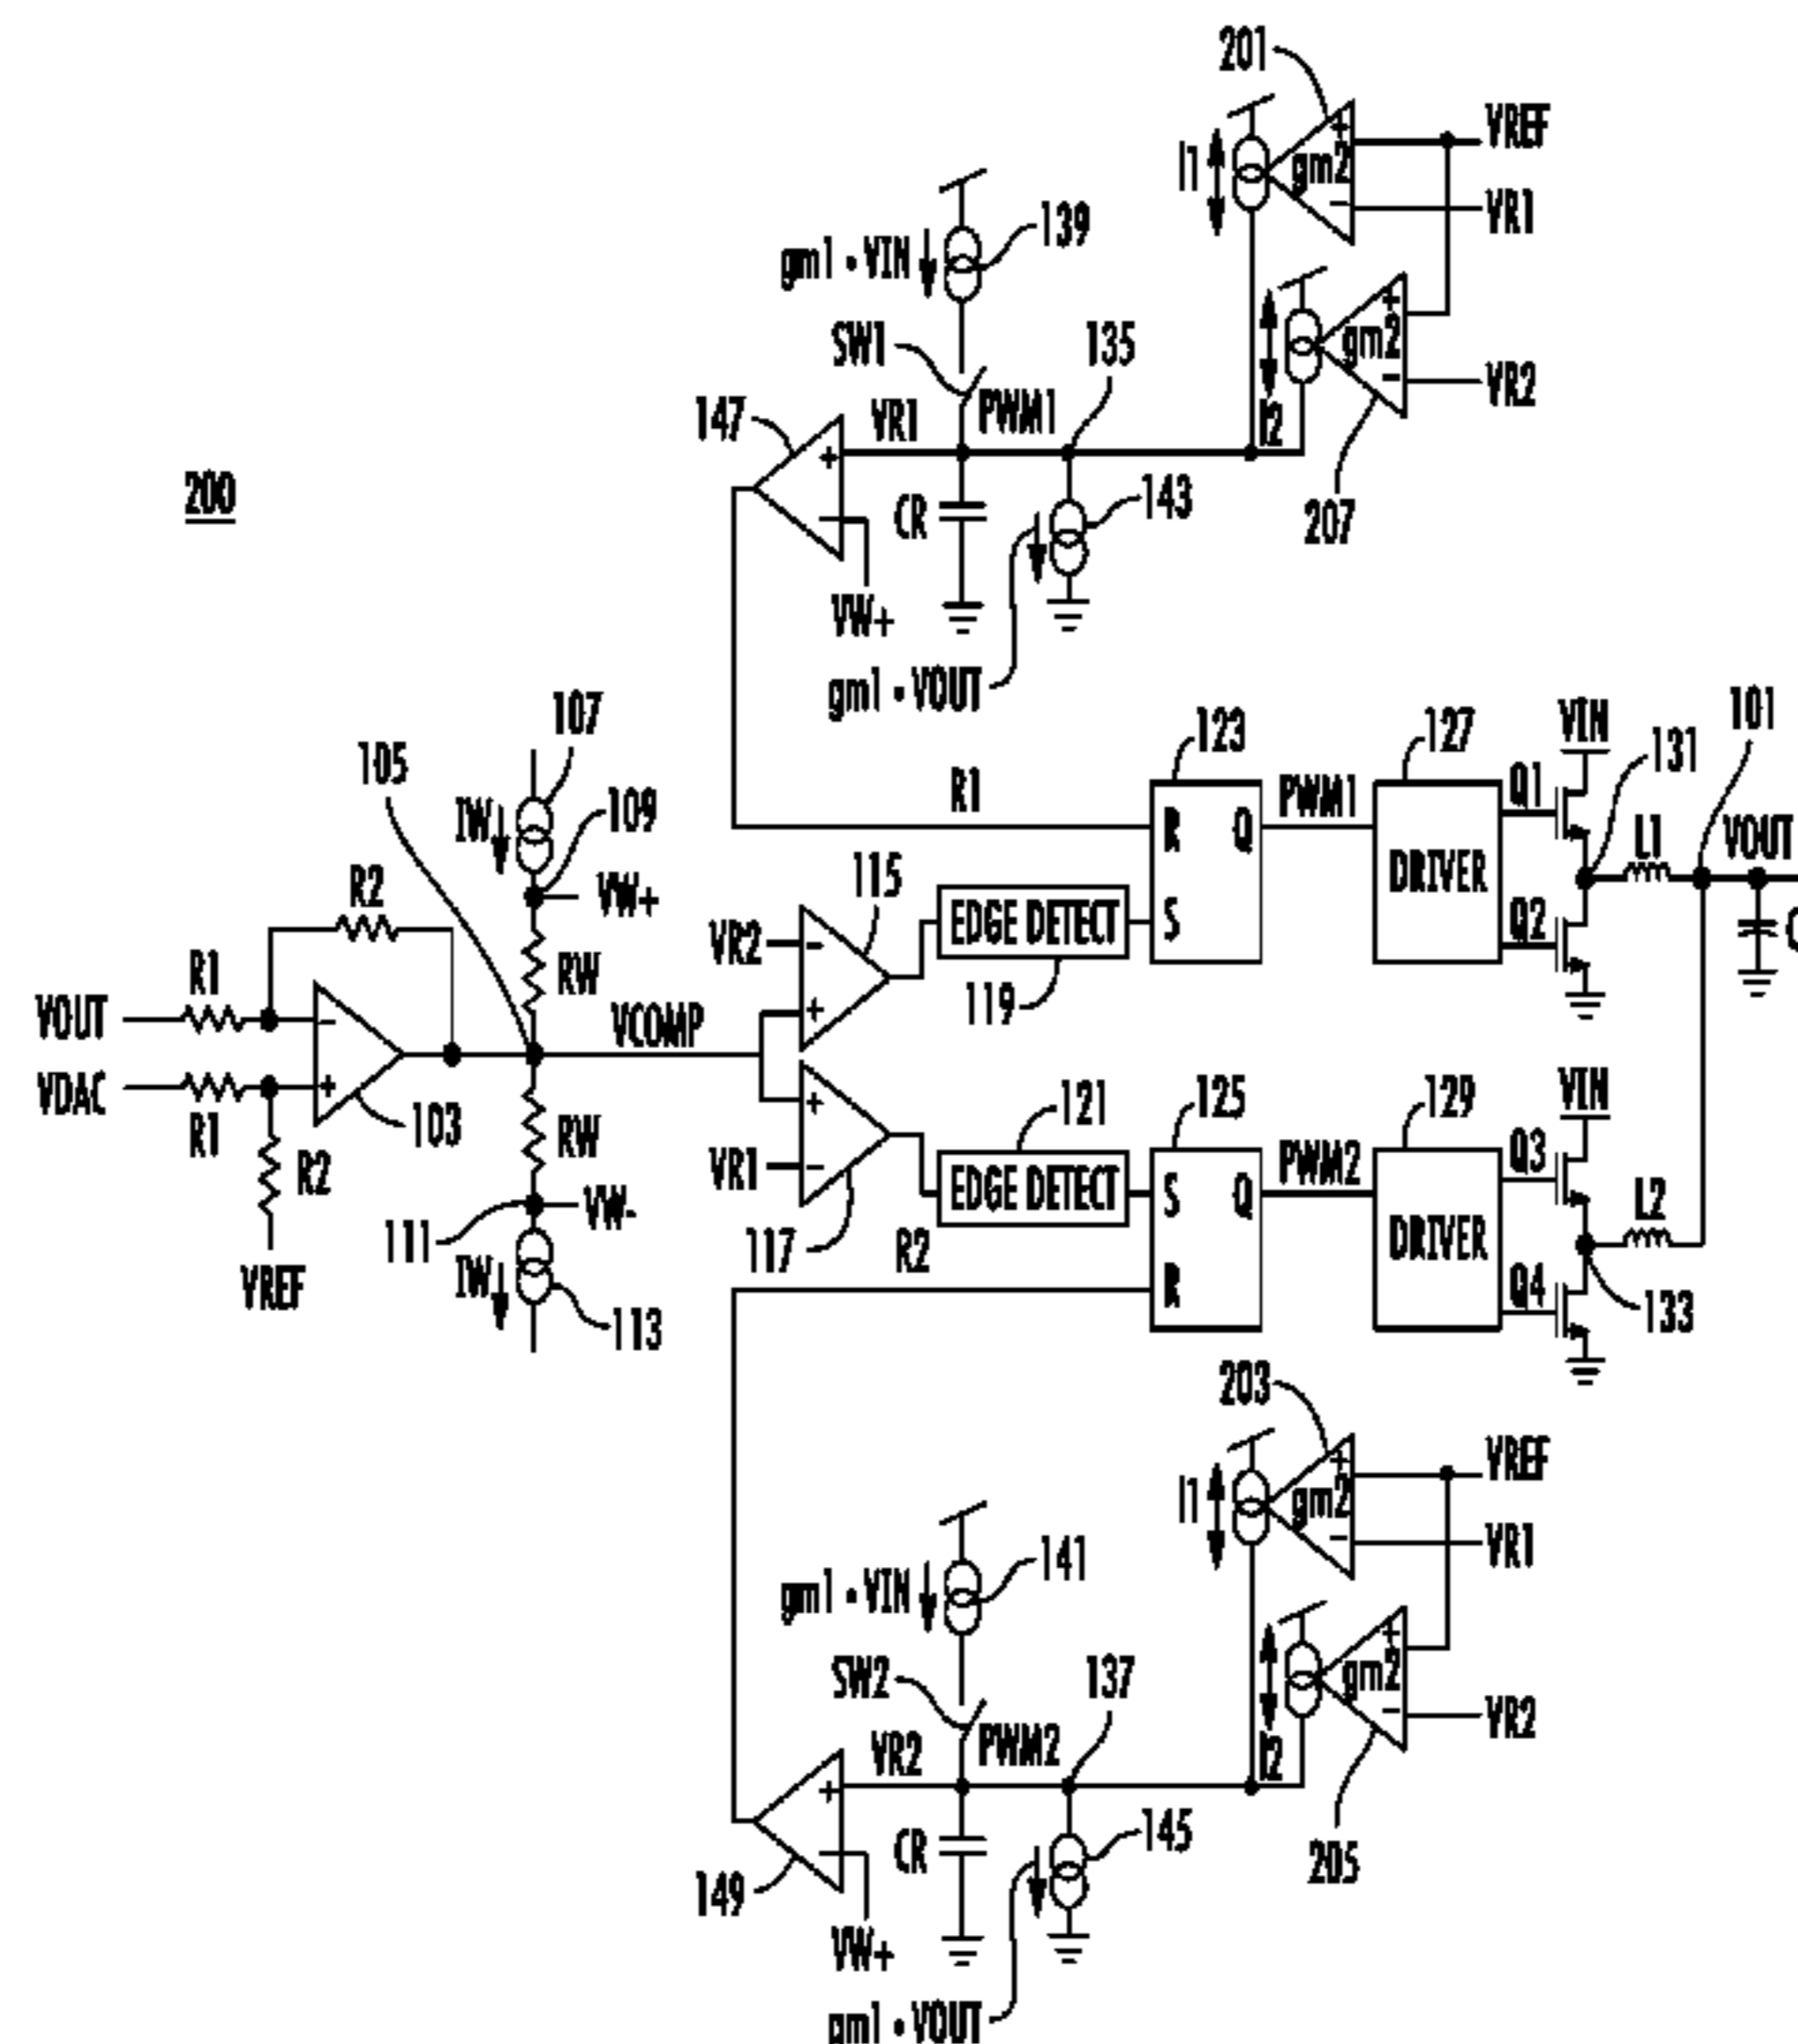 201
VREF
I1
gm2
VR1
139
gm1 • VIN
SW1
135
gm2
I2
VR2
147
VR1
PWM1
200
CR
143
207
VW+
gm1 • VOUT
107
123
127
VIN
101
105
109
R1
PWM1
Q1
131
IW
115
R
Q
DRIVER
L1
VOUT
R2
VW+
EDGE DETECT
S
Q2
C
VR2
R1
RW
119
VOUT
VCOMP
VDAC
121
125
129
VIN
R1
103
RW
R2
VR1
EDGE DETECT
S
Q
PWM2
Q3
L2
111
VW-
117
R2
DRIVER
VREF
IW
R
Q4
133
113
203
VREF
I1
gm2
VR1
141
gm1 • VIN
SW2
137
gm2
I2
VR2
VR2
PWM2
CR
145
205
149
VW+
gm1 • VOUT